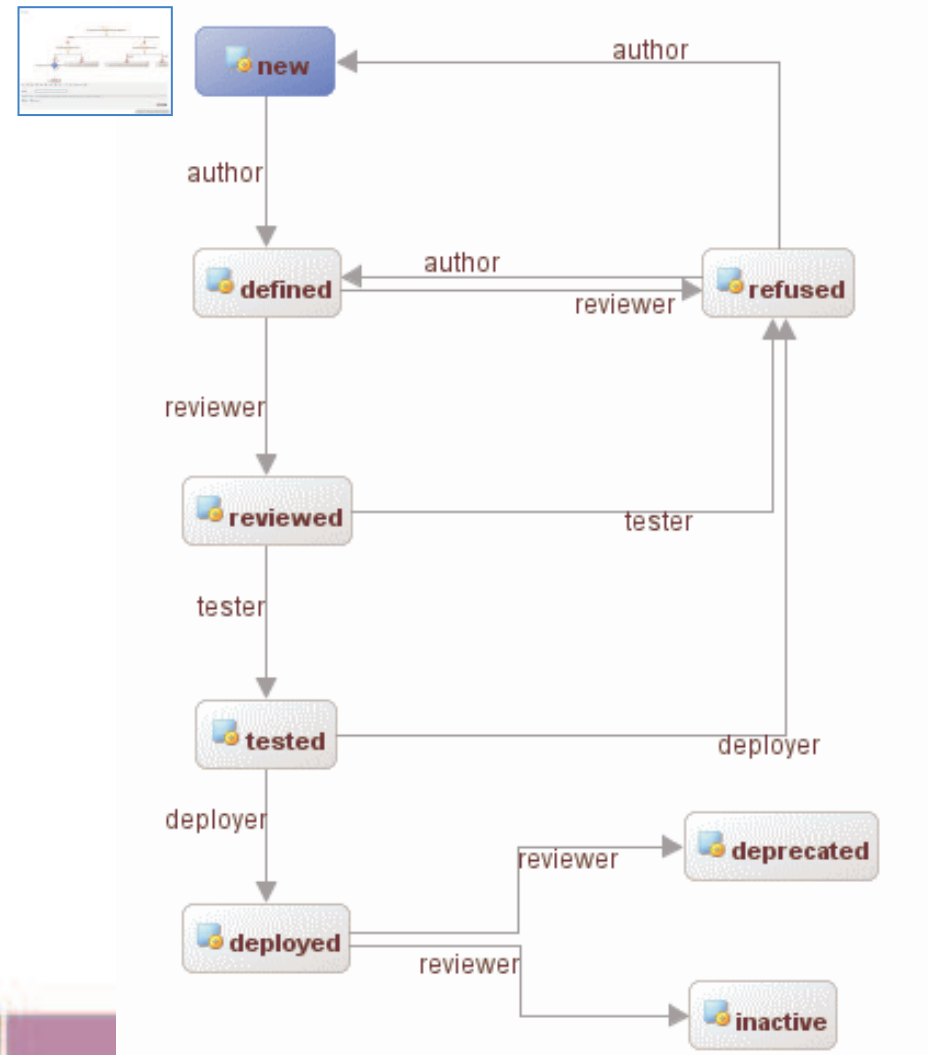 author
new
author
author
defined
refused
reviewer
reviewer
reviewed
tester
tester
tested
deployer
deployer
deprecated
reviewer
deployed
reviewer
inactive